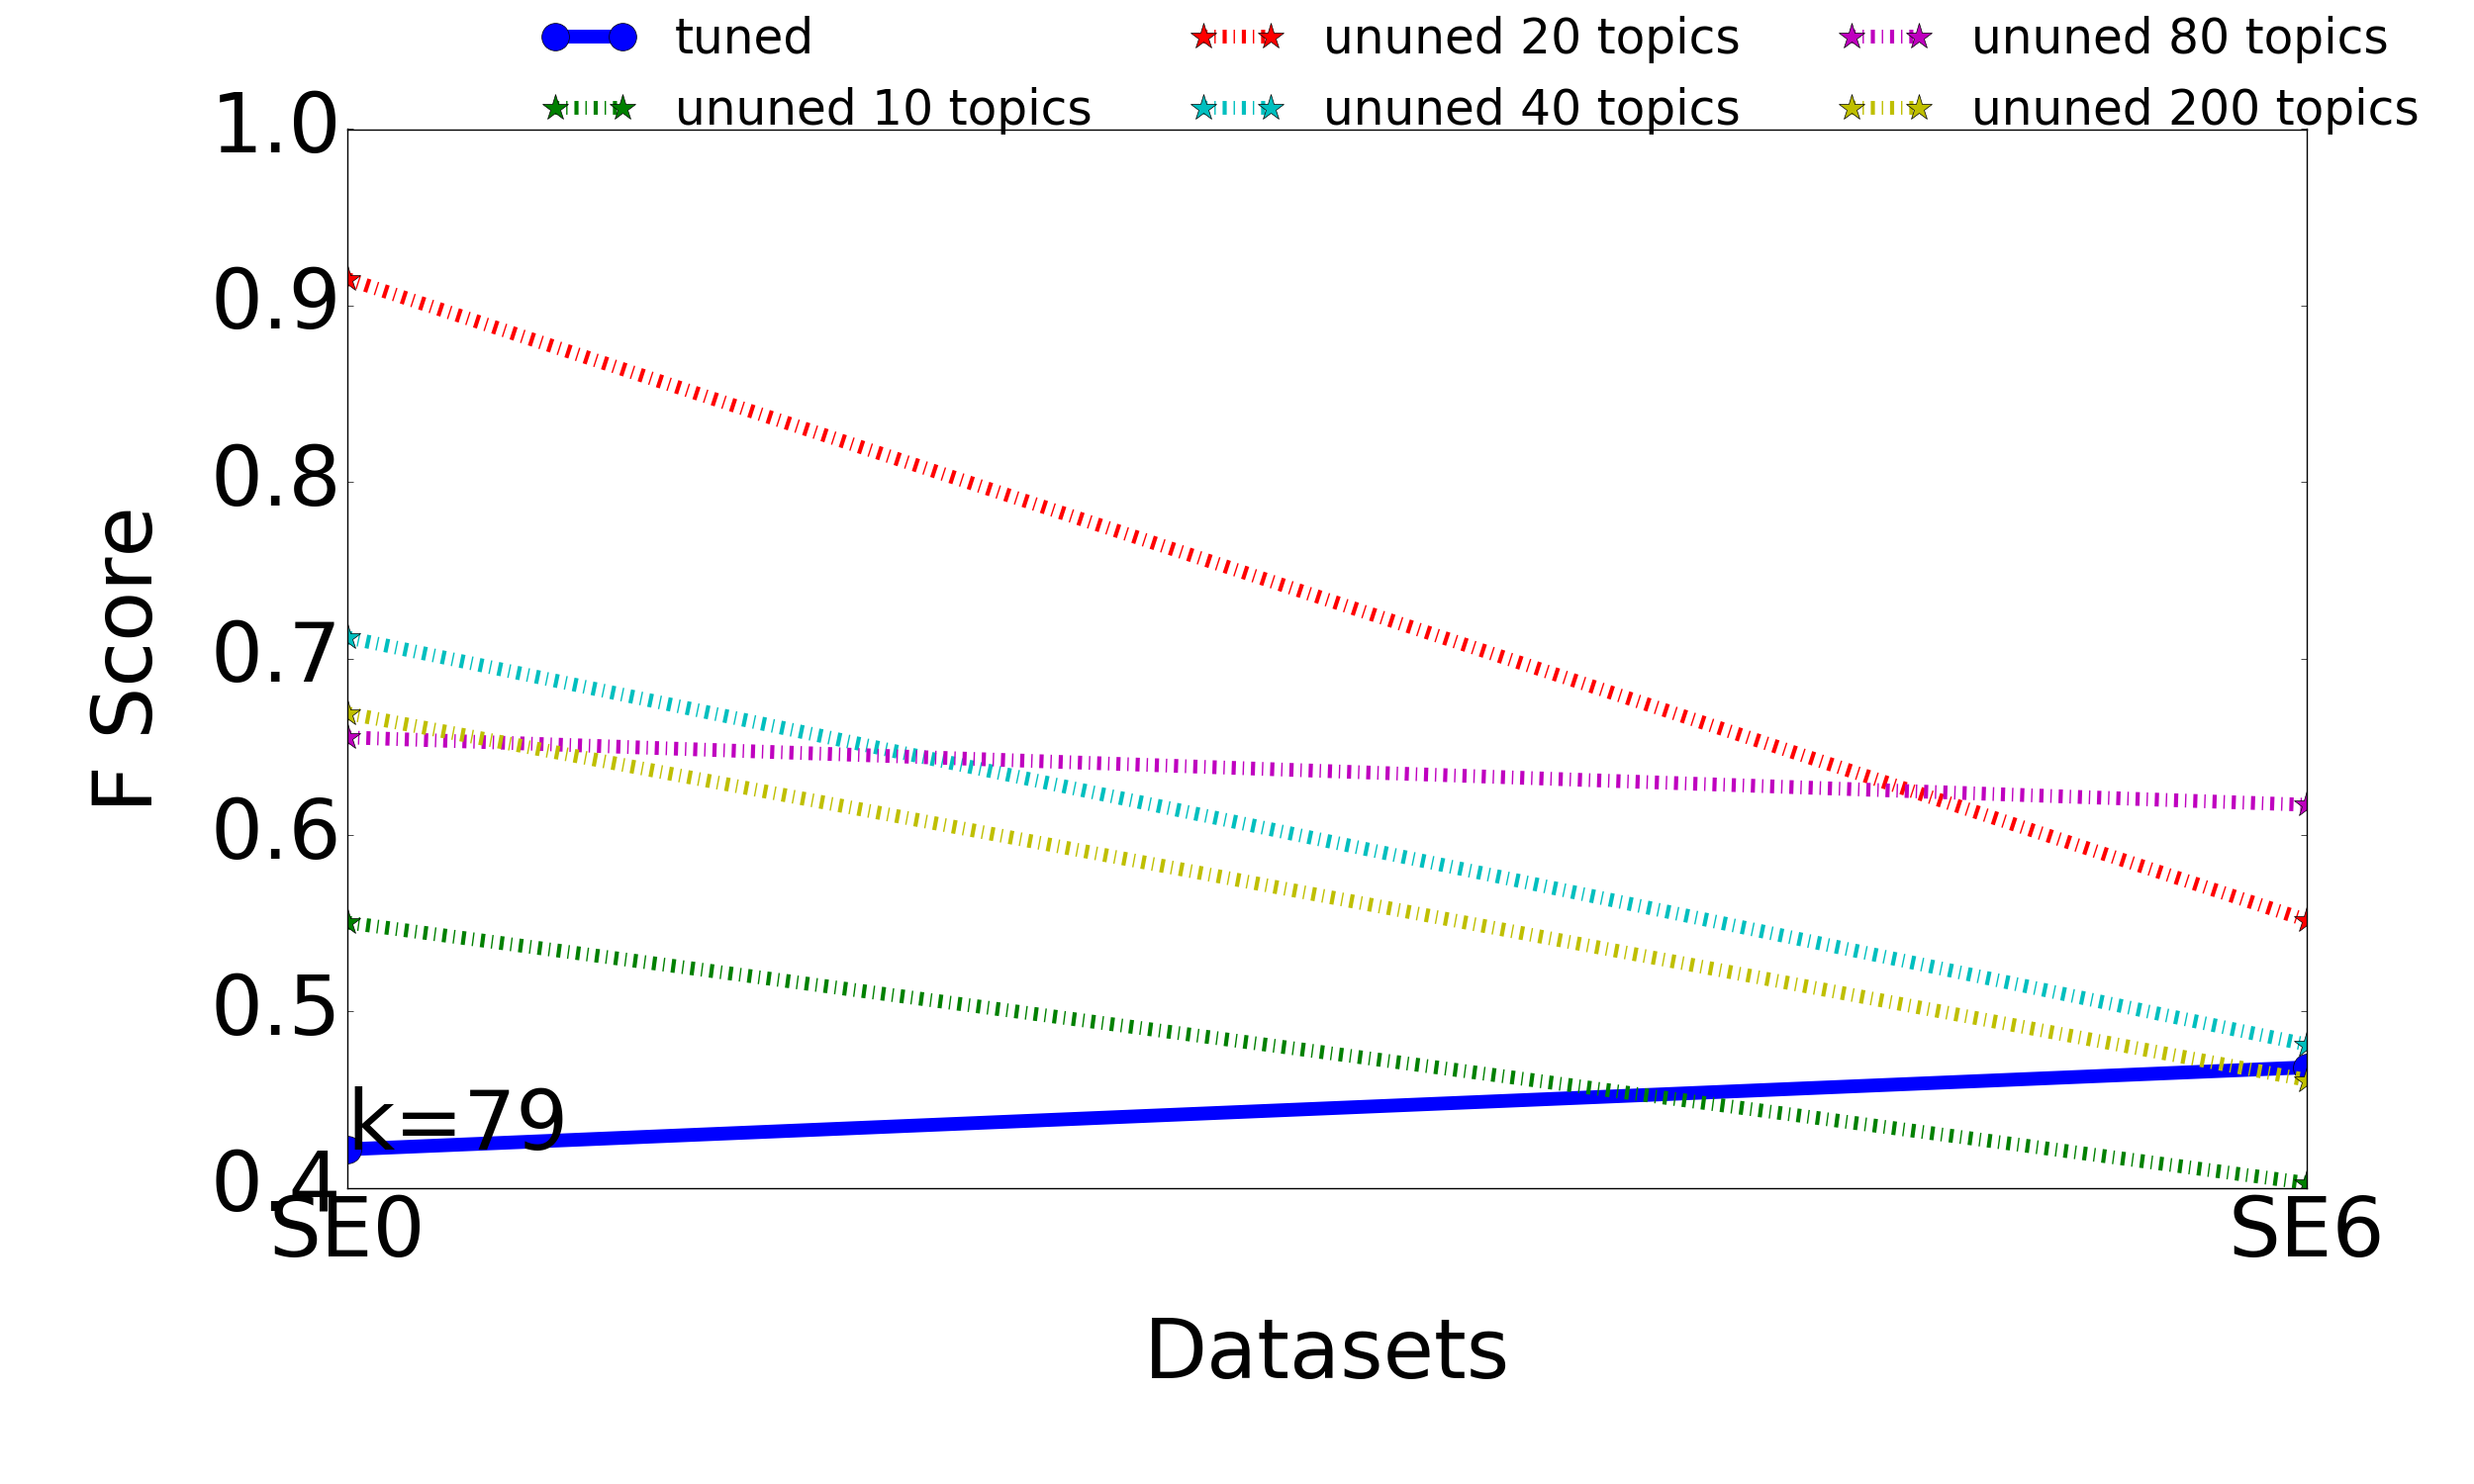 tuned
ununed 10 topics
ununed 20 topics
ununed 40 topics
ununed 80 topics
ununed 200 topics
1.0
0.9
0.8
0.7
0.6
0.5
0.4
F Score
k=79
SE0
SE6
Datasets